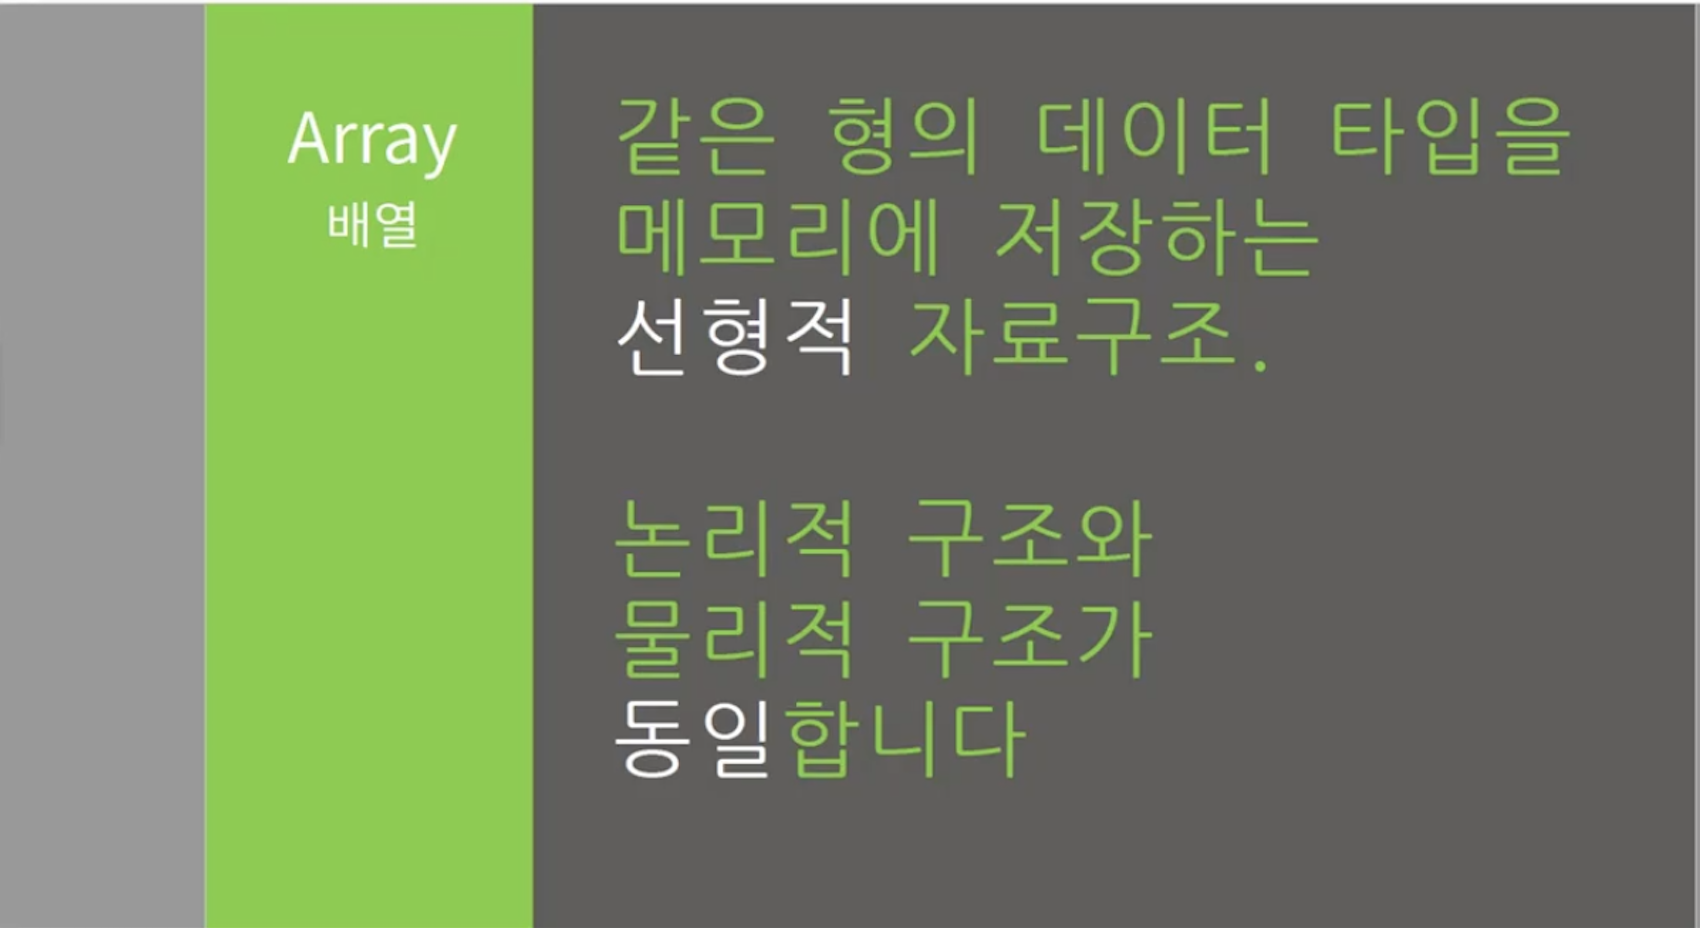 Array
배열
같은 형의 데이터 타입을
메모리에 저장하는
선형적 자료구조.
논리적 구조와
물리적 구조가
동일합니다